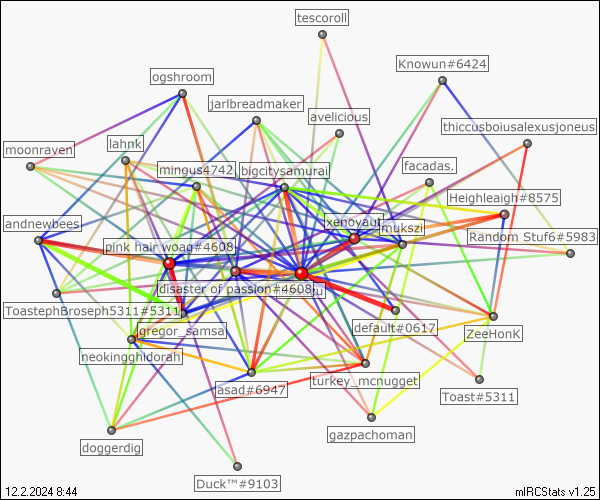 tescoroll
Knowun#6424
ogshroom
jarlbreadmaker
avelicious
thiccusboiusalexusjoneus
moonraven
lahnk
mingus4742
bigcitysamurai
facadas.
Heighleaigh#8575
andnewbees
xenoyaut
mukszi
Random Stuf6#5983
pink hair woag#4608
disaster of passion#4608
ToastephBroseph5311#5311
gregor_samsa
default#0617
ZeeHonK
neokingghidorah
asad#6947
turkey_mcnugget
Toast#5311
doggerdig
gazpachoman
Duck™#9103
12.2.2024 8:44
mIRCStats v1.25